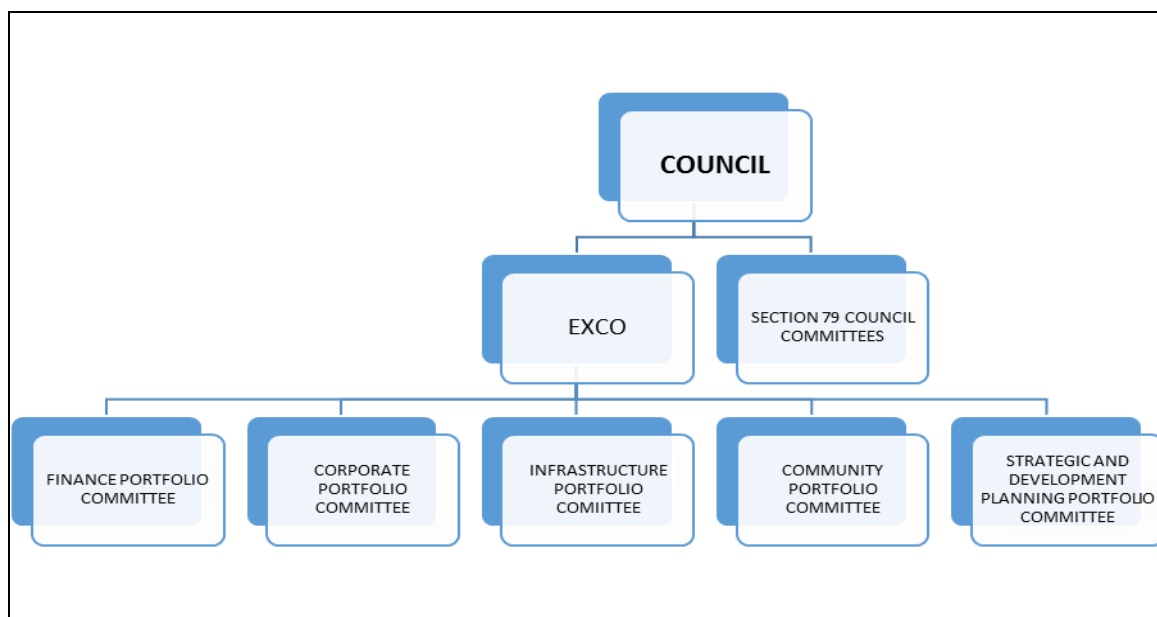 COUNCIL
EXCO
SECTION 79 COUNCIL
COMMITTEES
FINANCE PORTFOLIO
COMMITTEE
CORPORATE
PORTFOLIO
COMMITTEE
INFRASTRUCTURE
PORTFOLIO
COMIITTEE
COMMUNITY
PORTFOLIO
COMMITTEE
STRATEGIC AND
DEVELOPMENT
PLANNING PORTFOLIO
COMMITTEE